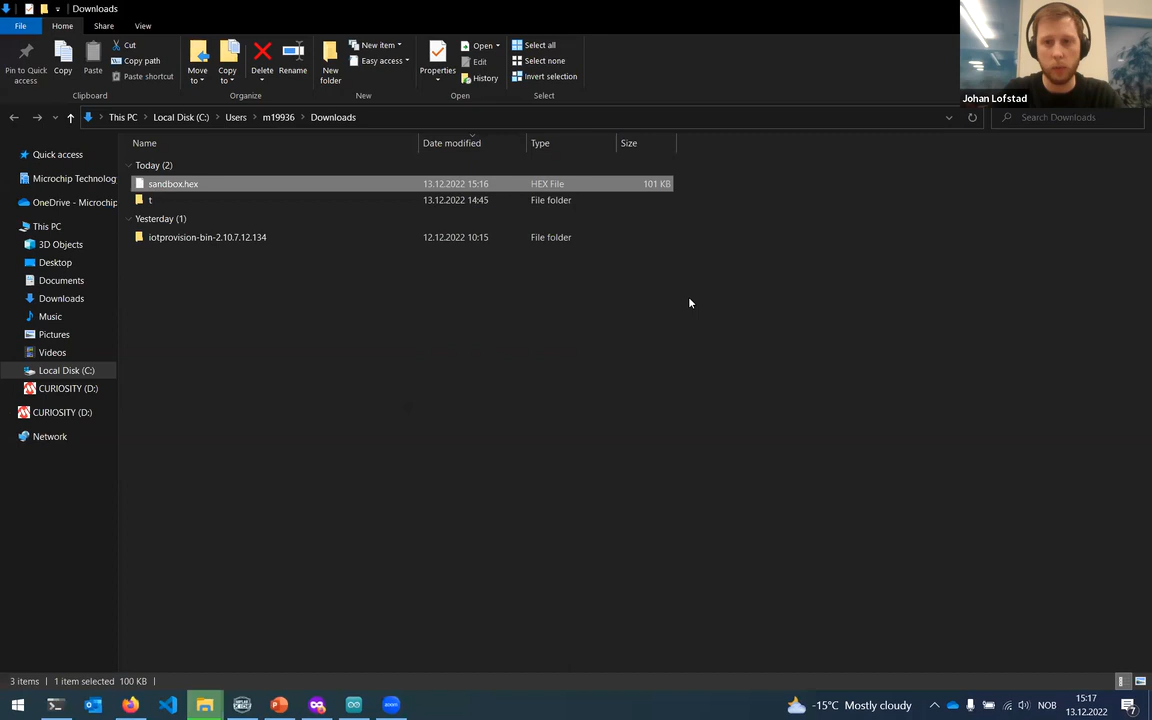 Downloads
File Home Share View
Pin to Quick access
Copy
Paste
Cut
Copy path
Paste shortcut
Clipboard
Move to
Copy to
Delete
Rename
Organize
New folder
New item
Easy access
New
Properties
Open
Edit
History
Open
Select all
Select none
Invert selection
Select
Johan Lofstad
This PC > Local Disk (C:) > Users > m19936 > Downloads
Search Downloads
Name Date modified Type Size
Today (2)
sandbox.hex 13.12.2022 15:16 HEX File 101 KB
t 13.12.2022 14:45 File folder
Yesterday (1)
iotprovision-bin-2.10.7.12.134 12.12.2022 10:15 File folder
Quick access
Microchip Technolog
OneDrive - Microchip
This PC
3D Objects
Desktop
Documents
Downloads
Music
Pictures
Videos
Local Disk (C:)
CURIOSITY (D:)
CURIOSITY (D:)
Network
3 items 1 item selected 100 KB
-15°C Mostly cloudy
NOB
15:17
13.12.2022
7